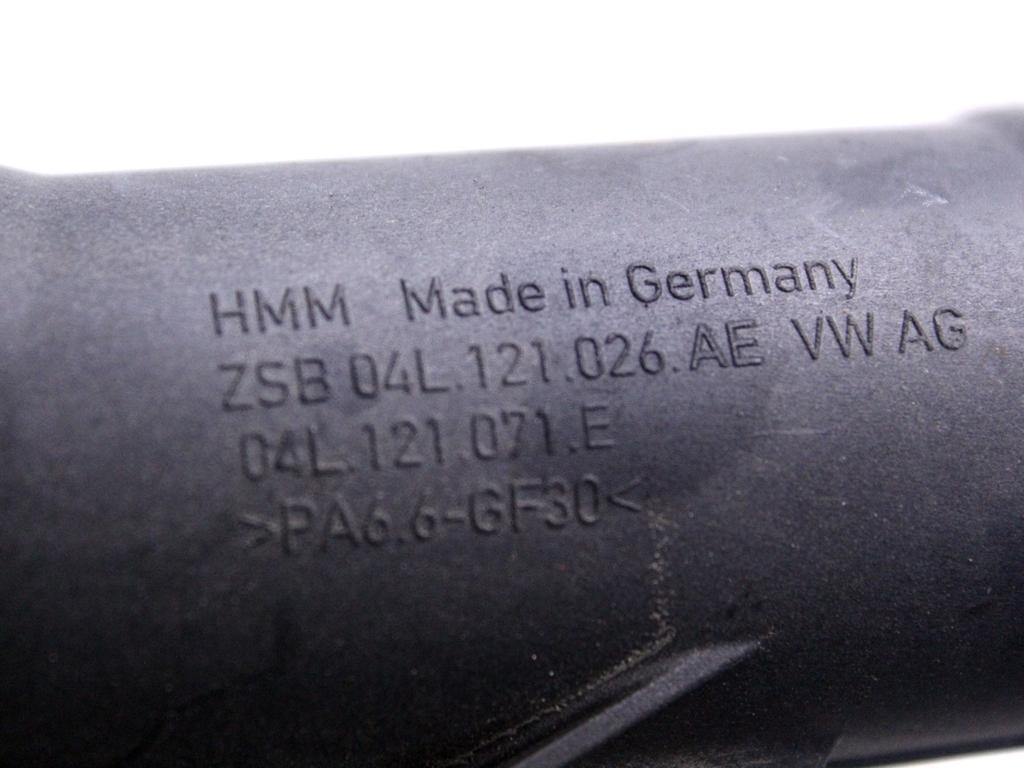 HMM Made in Germany
ZSB 04L.121.026.AE VW AG
04L.121.071.E
>PA6.6-GF30<